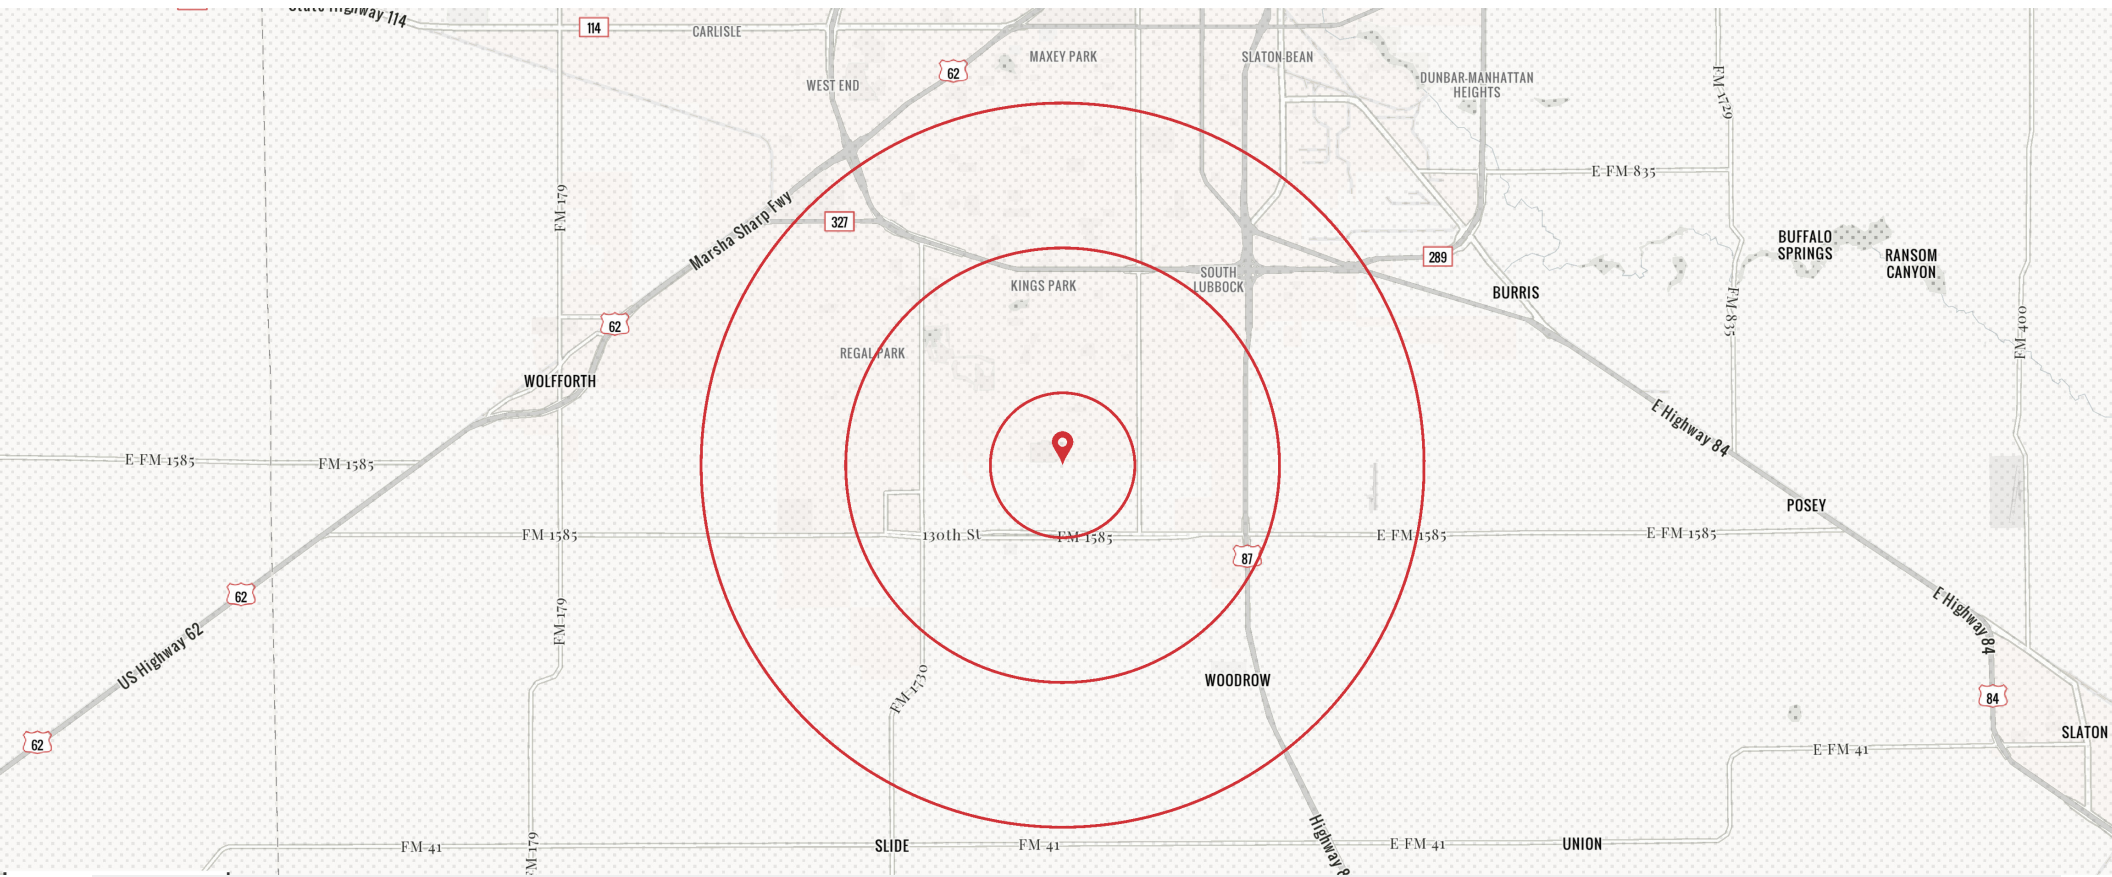 State Highway 114
114
CARLISLE
MAXEY PARK
62
WEST END
SLATON BEAN
DUNBAR-MANHATTAN
HEIGHTS
FM 1729
E FM 835
FM 179
Marsha Sharp Fwy
327
289
BUFFALO
SPRINGS
RANSOM
CANYON
SOUTH
LUBBOCK
KINGS PARK
BURRIS
FM 835
FM 400
62
REGAL PARK
WOLFFORTH
E Highway 84
E FM 1585
FM 1585
POSEY
FM 1585
130th St
FM 1585
E FM 1585
E FM 1585
87
62
FM 179
US Highway 62
E Highway 84
WOODROW
FM 1730
84
62
SLATON
E FM 41
FM 41
FM 179
SLIDE
FM 41
Highway 8
E FM 41
UNION